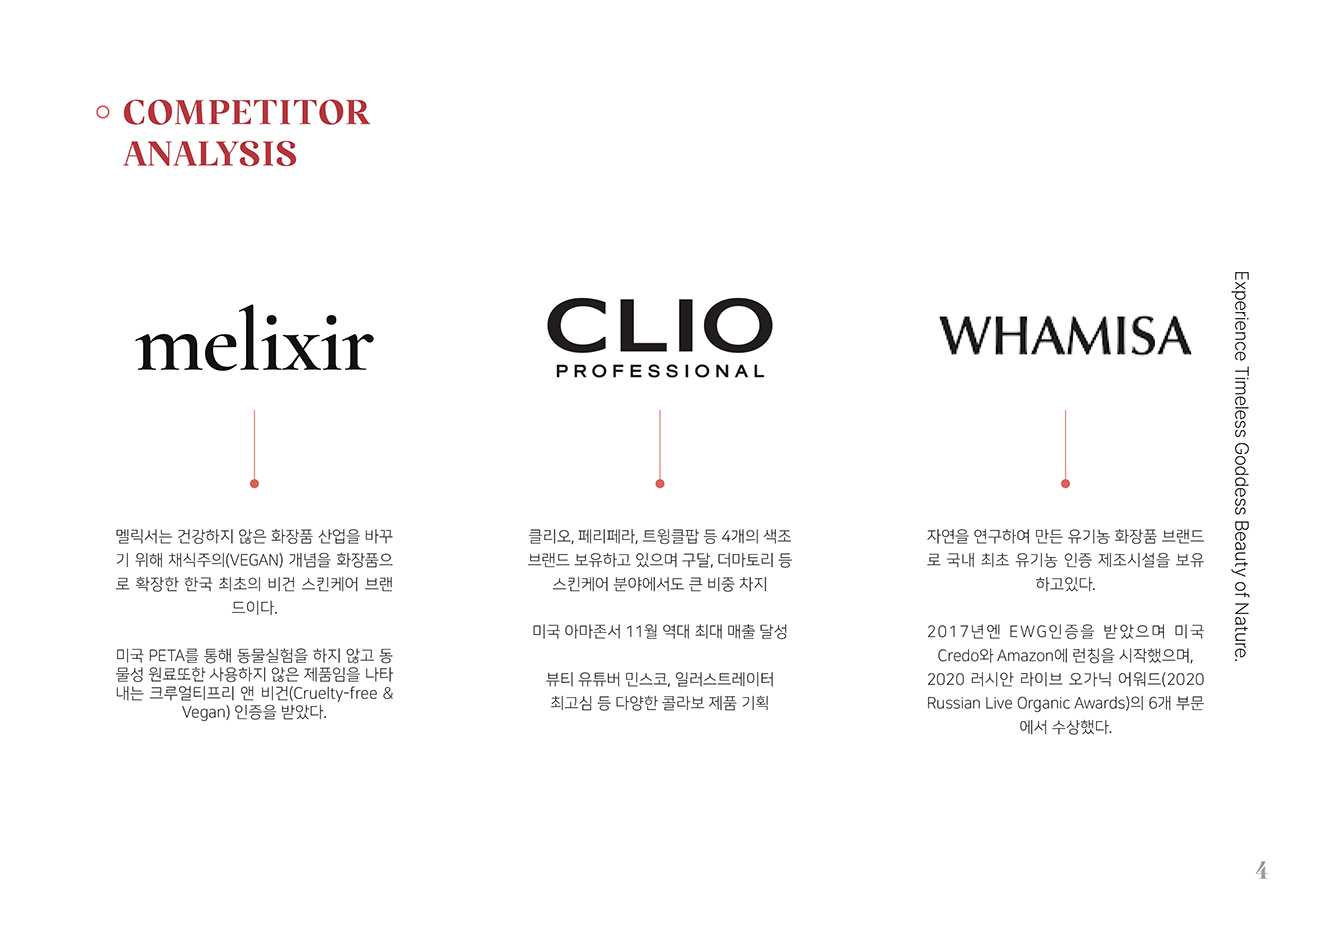 COMPETITOR
ANALYSIS
melixir
멜릭서는 건강하지 않은 화장품 산업을 바꾸
기 위해 채식주의(VEGAN) 개념을 화장품으
로 확장한 한국 최초의 비건 스킨케어 브랜
드이다.
미국 PETA를 통해 동물실험을 하지 않고 동
물성 원료또한 사용하지 않은 제품임을 나타
내는 크루얼티프리 앤 비건(Cruelty-free &
Vegan) 인증을 받았다.
CLIO
PROFESSIONAL
클리오, 페리페라, 트윙클팝 등 4개의 색조
브랜드 보유하고 있으며 구달, 더마토리 등
스킨케어 분야에서도 큰 비중 차지
미국 아마존서 11월 역대 최대 매출 달성
뷰티 유튜버 민스코, 일러스트레이터
최고심 등 다양한 콜라보 제품 기획
WHAMISA
자연을 연구하여 만든 유기농 화장품 브랜드
로 국내 최초 유기농 인증 제조시설을 보유
하고있다.
2017년엔 EWG인증을 받았으며 미국
Credo와 Amazon에 런칭을 시작했으며,
2020 러시안 라이브 오가닉 어워드(2020
Russian Live Organic Awards)의 6개 부문
에서 수상했다.
Experience Timeless Goddess Beauty of Nature.
4